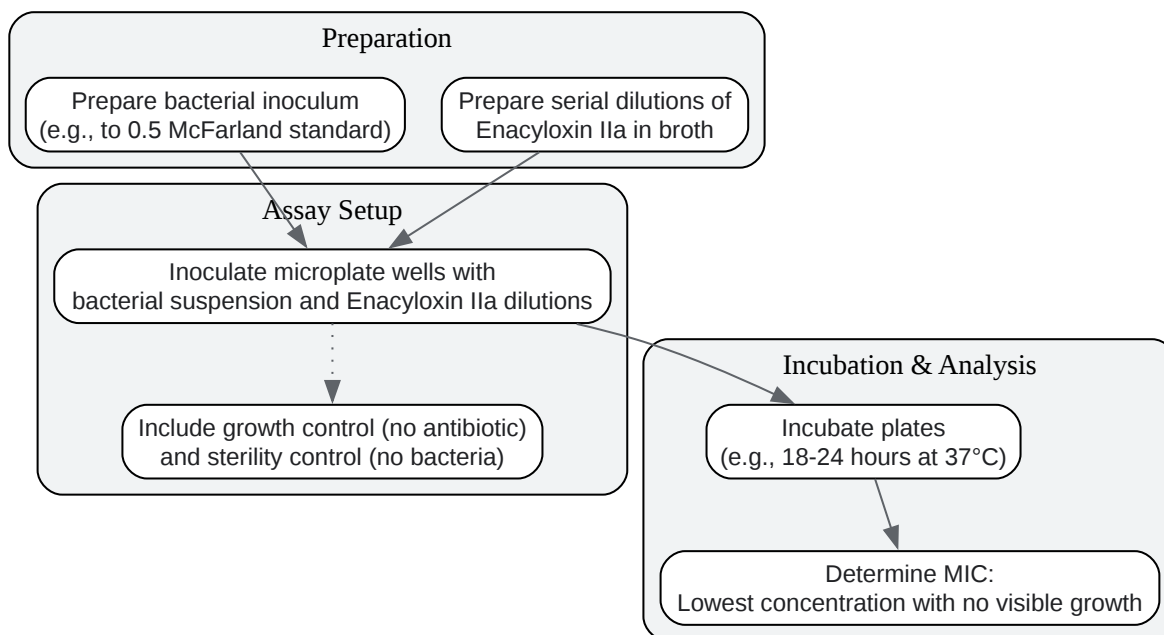 Preparation
Prepare bacterial inoculum
(e.g., to 0.5 McFarland standard)
Prepare serial dilutions of
Enacyloxin IIa in broth
Assay Setup
Inoculate microplate wells with
bacterial suspension and Enacyloxin IIa dilutions
Include growth control (no antibiotic)
and sterility control (no bacteria)
Incubation & Analysis
Incubate plates
(e.g., 18-24 hours at 37°C)
Determine MIC:
Lowest concentration with no visible growth